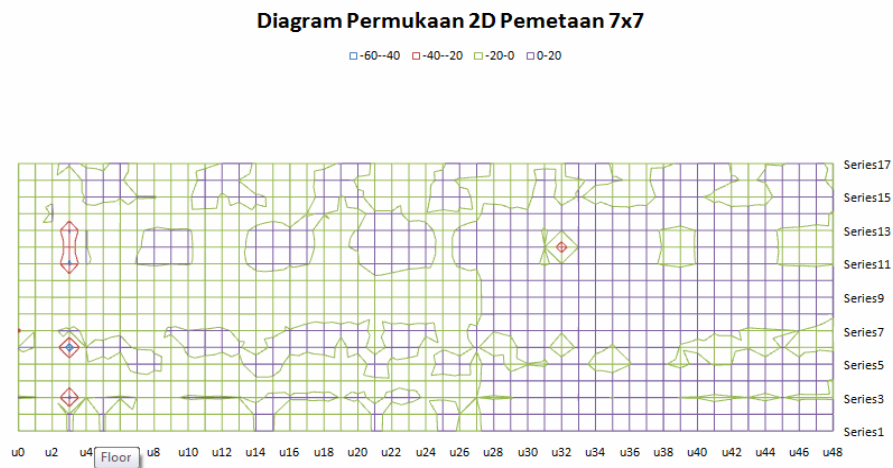 Diagram Permukaan 2D Pemetaan 7x7
-60--40 -40--20 -20-0 0-20
Series17
Series15
Series13
Series11
Series9
Series7
Series5
Series3
Series1
u0 u2 u4 u8 u10 u12 u14 u16 u18 u20 u22 u24 u26 u28 u30 u32 u34 u36 u38 u40 u42 u44 u46 u48
Floor